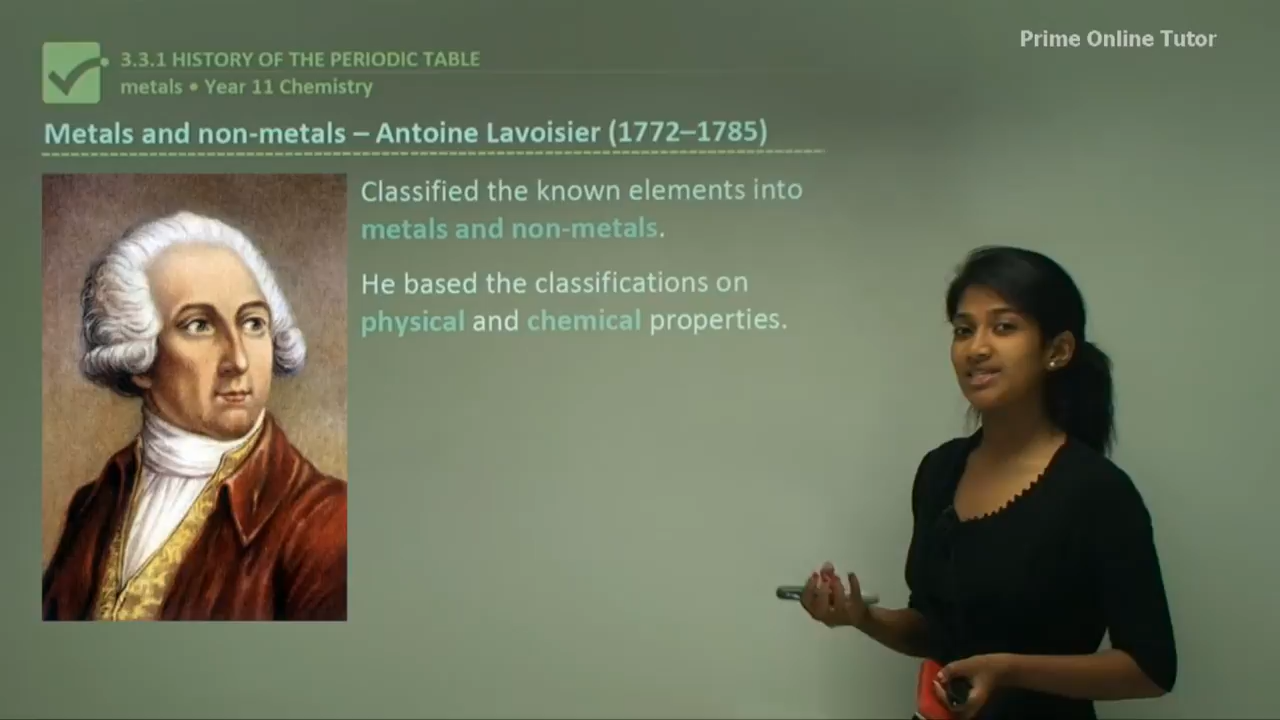 Prime Online Tutor
3.3.1 HISTORY OF THE PERIODIC TABLE
metals • Year 11 Chemistry
Metals and non-metals – Antoine Lavoisier (1772–1785)
Classified the known elements into
metals and non-metals.
He based the classifications on
physical and chemical properties.